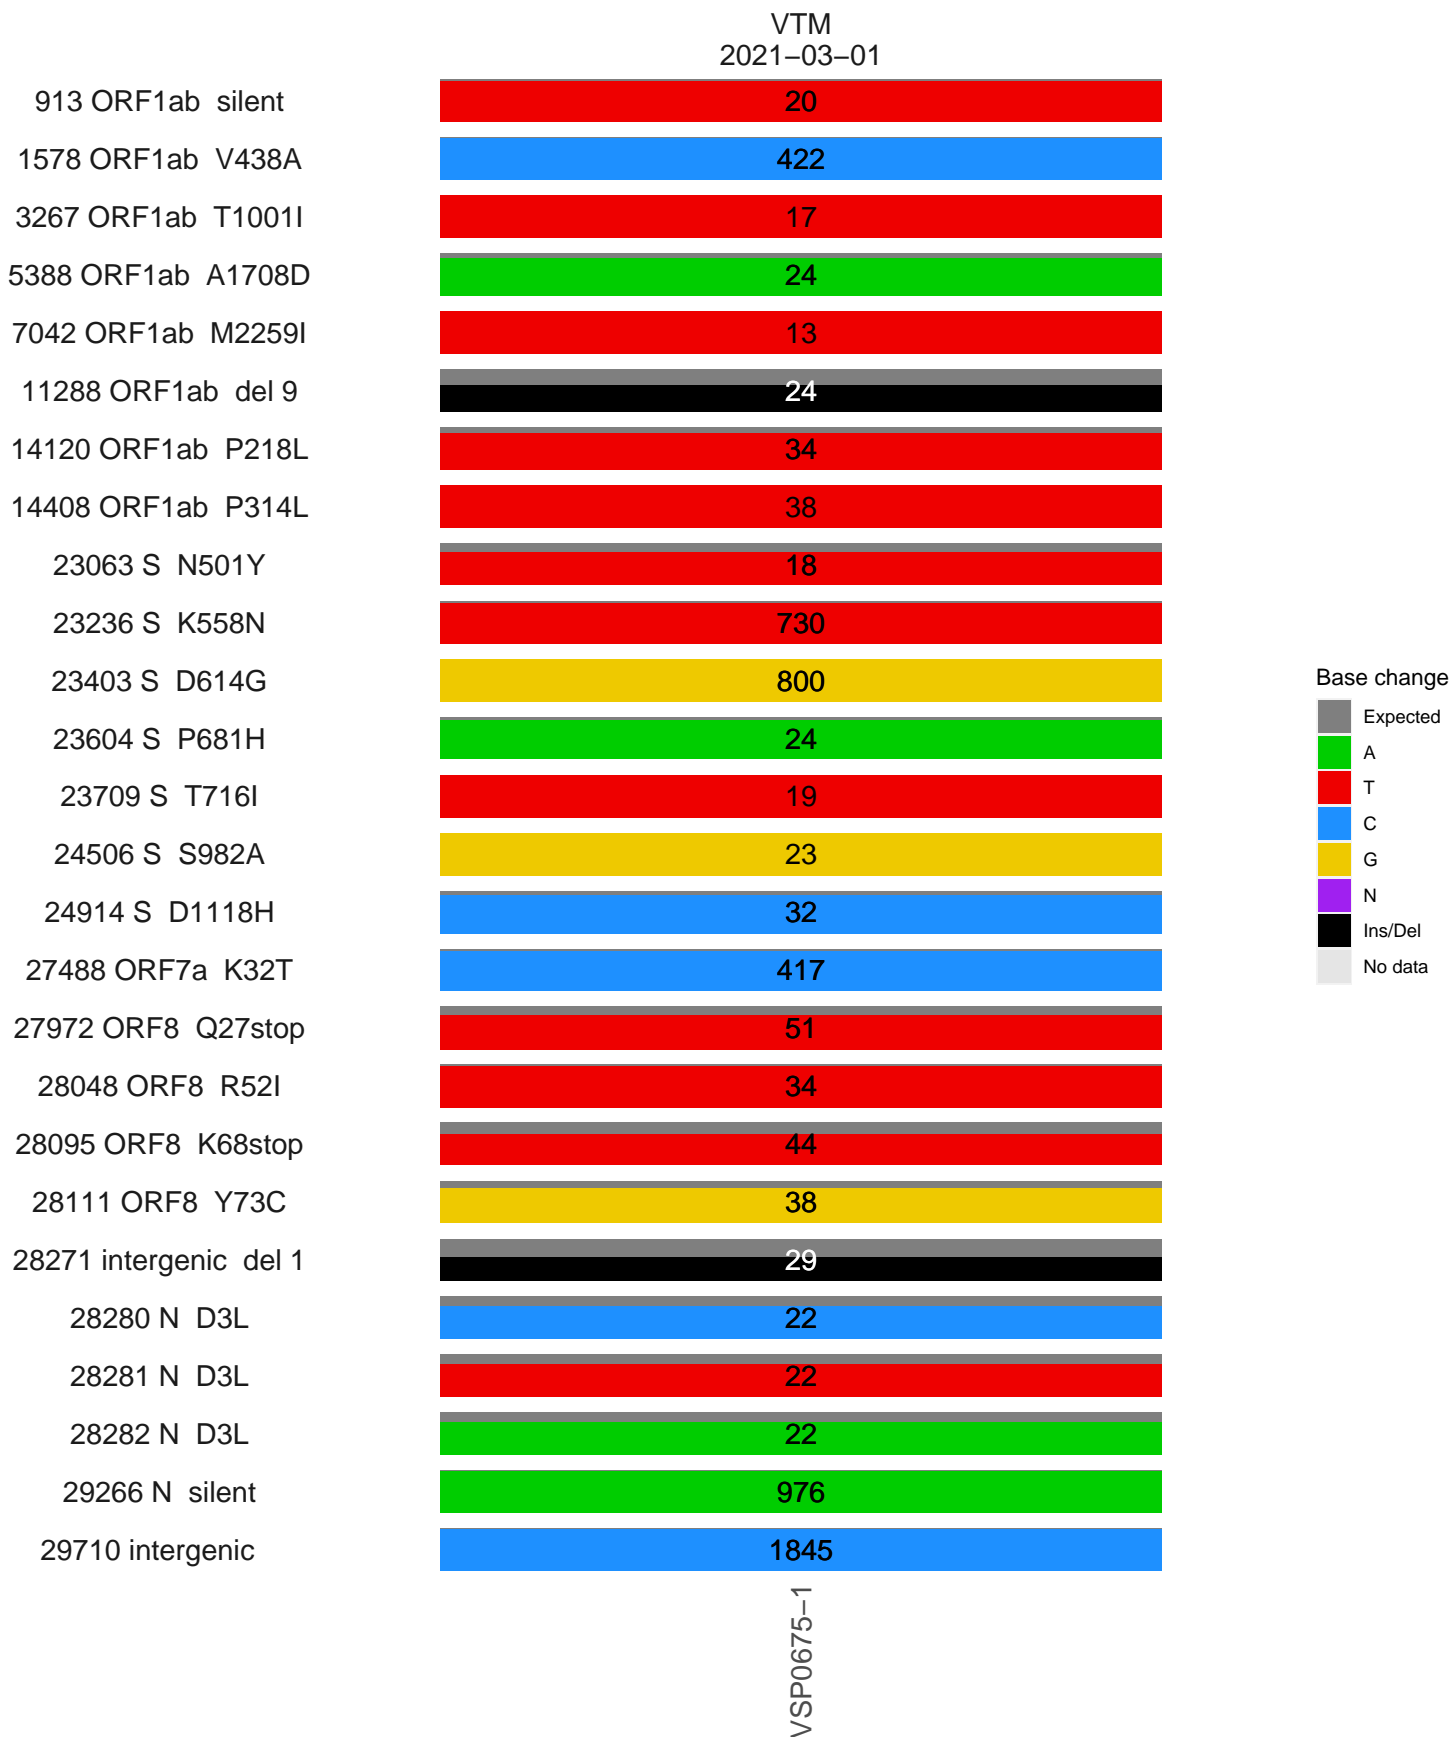 VTM
2021−03−01
913 ORF1ab silent 20
1578 ORF1ab V438A 422
3267 ORF1ab T1001I 17
5388 ORF1ab A1708D 24
7042 ORF1ab M2259I 13
11288 ORF1ab del 9 24
14120 ORF1ab P218L 34
14408 ORF1ab P314L 38
23063 S N501Y 18
23236 S K558N 730
23403 S D614G 800
23604 S P681H 24
23709 S T716I 19
24506 S S982A 23
24914 S D1118H 32
27488 ORF7a K32T 417
27972 ORF8 Q27stop 51
28048 ORF8 R52I 34
28095 ORF8 K68stop 44
28111 ORF8 Y73C 38
28271 intergenic del 1 29
28280 N D3L 22
28281 N D3L 22
28282 N D3L 22
29266 N silent 976
29710 intergenic 1845
VSP0675−1
Base change
Expected
A
T
C
G
N
Ins/Del
No data